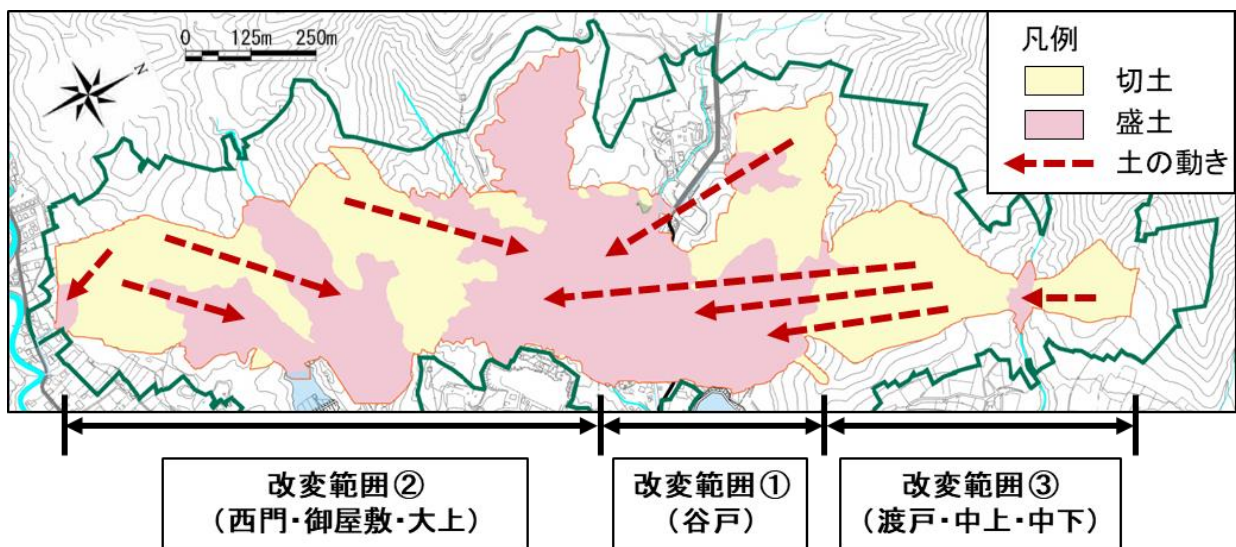 0 125m 250m
N
凡例
切土
盛土
土の動き
改変範囲②
（西門・御屋敷・大上）
改変範囲①
（谷戸）
改変範囲③
（渡戸・中上・中下）